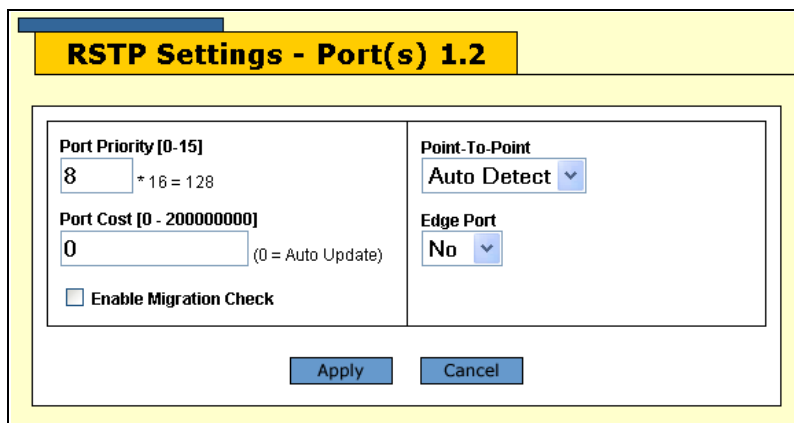 RSTP Settings - Port(s) 1.2
Port Priority [0-15]
8 * 16 = 128
Port Cost [0 - 200000000]
0 (0 = Auto Update)
Enable Migration Check
Point-To-Point
Auto Detect
Edge Port
No
Apply Cancel